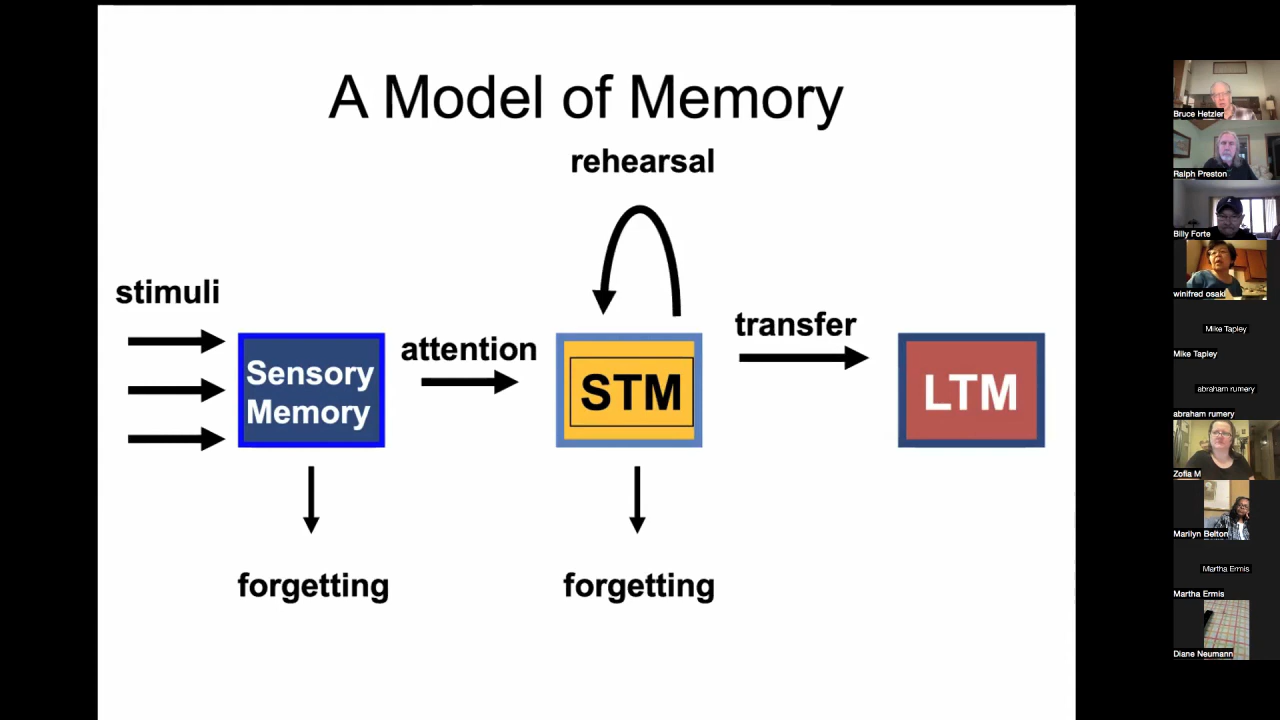 A Model of Memory
rehearsal
stimuli
transfer
attention
Sensory
Memory
STM
LTM
forgetting
forgetting
Bruce Hetzler
Ralph Preston
Billy Forte
winifred osaki
Mike Tapley
Mike Tapley
abraham rumery
abraham rumery
Zofia M
Marilyn Belton
Martha Ermis
Martha Ermis
Diane Neumann